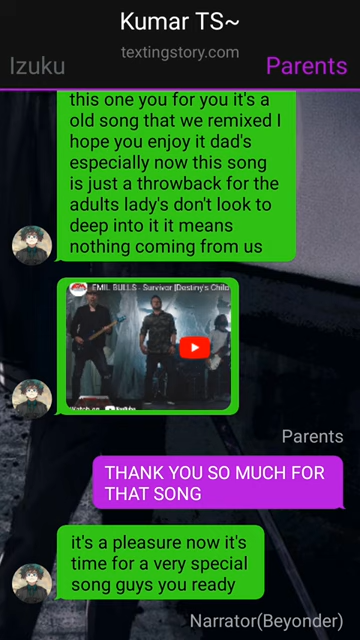 Kumar TS~
textingstory.com
Izuku
Parents
this one you for you it's a
old song that we remixed I
hope you enjoy it dad's
especially now this song
is just a throwback for the
adults lady's don't look to
deep into it it means
nothing coming from us
EMIL BULLS - Survivor [Destiny's Child
Watch on YouTube
Parents
THANK YOU SO MUCH FOR
THAT SONG
it's a pleasure now it's
time for a very special
song guys you ready
Narrator(Beyonder)